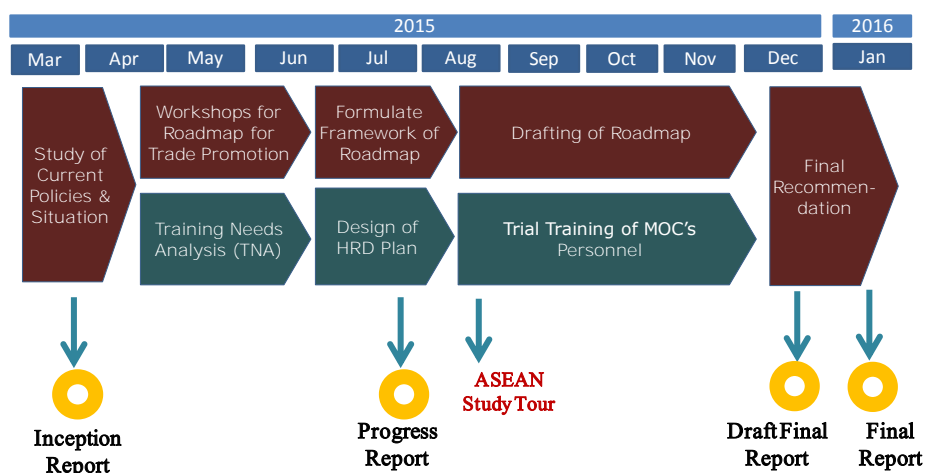 2015
2016
Mar
Apr
May
Jun
Jul
Aug
Sep
Oct
Nov
Dec
Jan
Study of
Current
Policies &
Situation
Workshops for
Roadmap for
Trade Promotion
Formulate
Framework of
Roadmap
Drafting of Roadmap
Final
Recommen-
dation
Training Needs
Analysis (TNA)
Design of
HRD Plan
Trial Training of MOC's
Personnel
Inception
Report
Progress
Report
ASEAN
Study Tour
Draft Final
Report
Final
Report